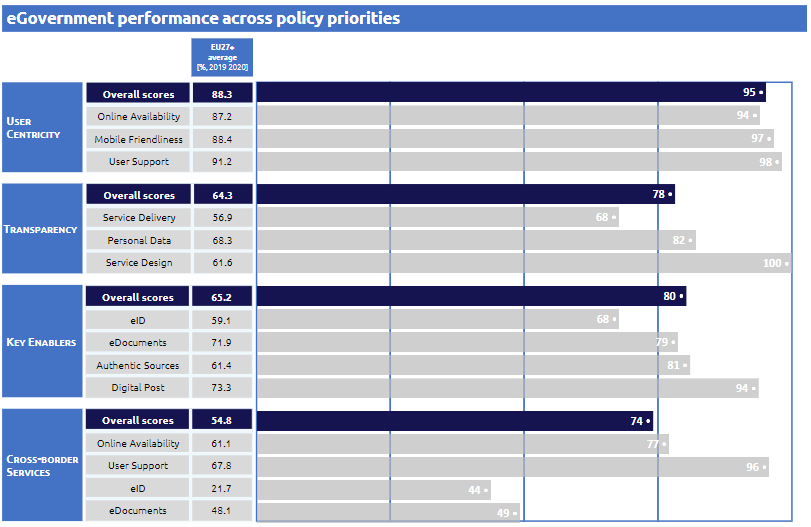 eGovernment performance across policy priorities
EU27+
average
[%, 2019 2020]
USER
CENTRICITY
Overall scores 88.3 95
Online Availability 87.2 94
Mobile Friendliness 88.4 97
User Support 91.2 98
TRANSPARENCY
Overall scores 64.3 78
Service Delivery 56.9 68
Personal Data 68.3 82
Service Design 61.6 100
KEY ENABLERS
Overall scores 65.2 80
eID 59.1 68
eDocuments 71.9 79
Authentic Sources 61.4 81
Digital Post 73.3 94
CROSS-BORDER
SERVICES
Overall scores 54.8 74
Online Availability 61.1 77
User Support 67.8 96
eID 21.7 44
eDocuments 48.1 49